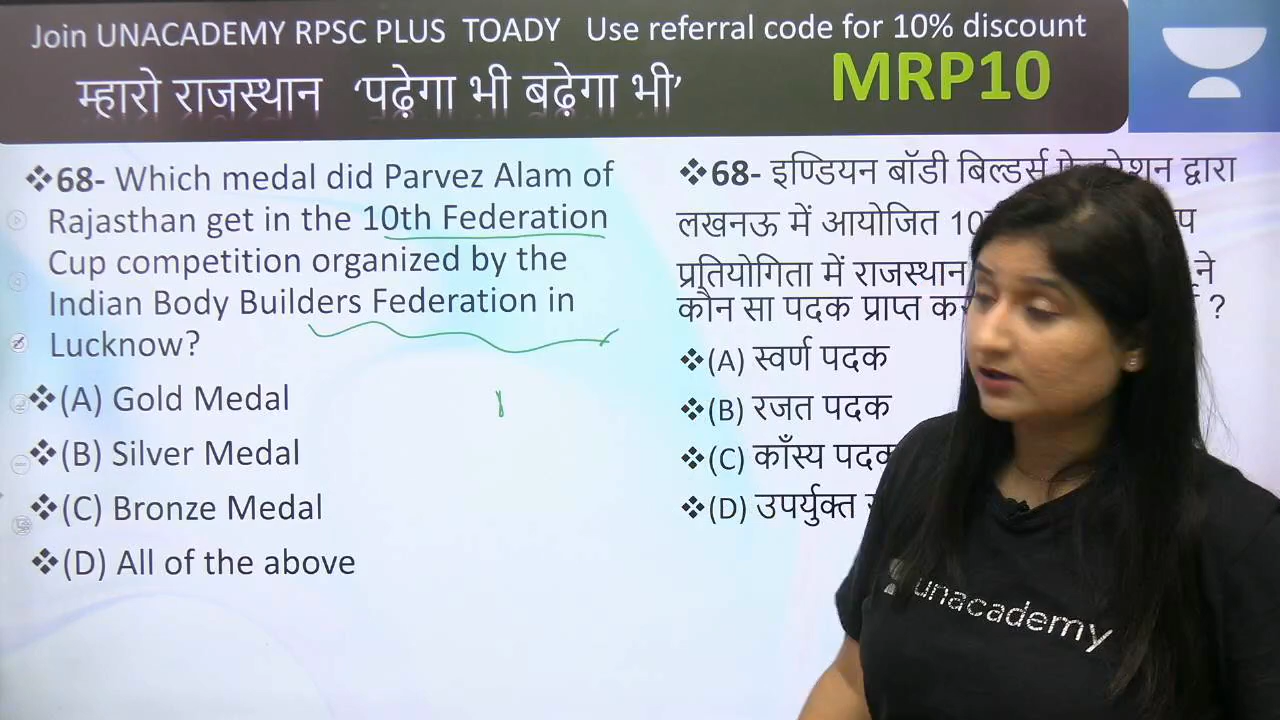 Join UNACADEMY RPSC PLUS TOADY Use referral code for 10% discount
म्हारो राजस्थान 'पढ़ेगा भी बढ़ेगा भी'
MRP10
❖68- Which medal did Parvez Alam of
Rajasthan get in the 10th Federation
Cup competition organized by the
Indian Body Builders Federation in
Lucknow?
❖(A) Gold Medal
❖(B) Silver Medal
❖(C) Bronze Medal
❖(D) All of the above
❖68- इण्डियन बॉडी बिल्डर्स द्वारा
लखनऊ में आयोजित
प्रतियोगिता में राजस्थान ने
कौन सा पदक प्राप्त ?
❖(A) स्वर्ण पदक
❖(B) रजत पदक
❖(C) काँस्य पदक
❖(D) उपर्युक्त
unacademy